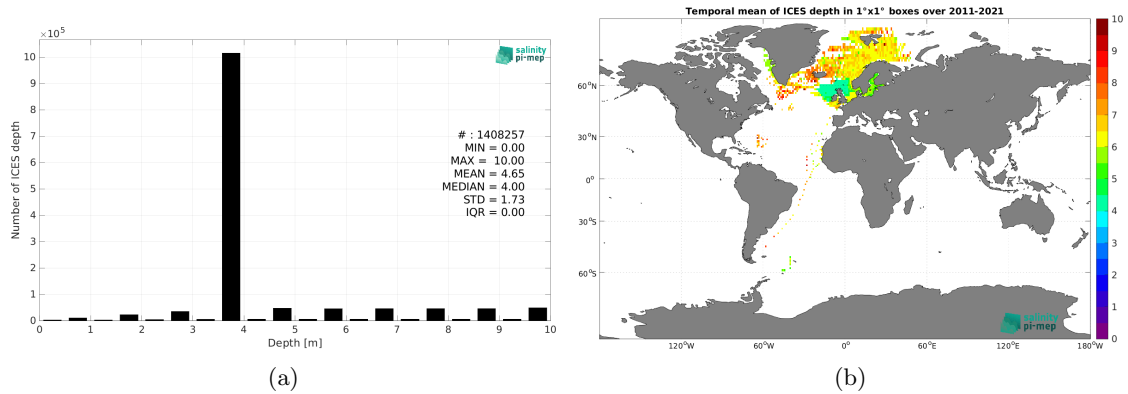 ×10⁵
10
9
8
7
6
5
4
3
2
1
0
Number of ICES depth
salinity
pi-mep
# : 1408257
MIN = 0.00
MAX = 10.00
MEAN = 4.65
MEDIAN = 4.00
STD = 1.73
IQR = 0.00
0 1 2 3 4 5 6 7 8 9 10
Depth [m]
(a)
Temporal mean of ICES depth in 1°x1° boxes over 2011-2021
60°N
30°N
0°
30°S
60°S
120°W 60°W 0° 60°E 120°E 180°W
salinity
pi-mep
10
9
8
7
6
5
4
3
2
1
0
(b)